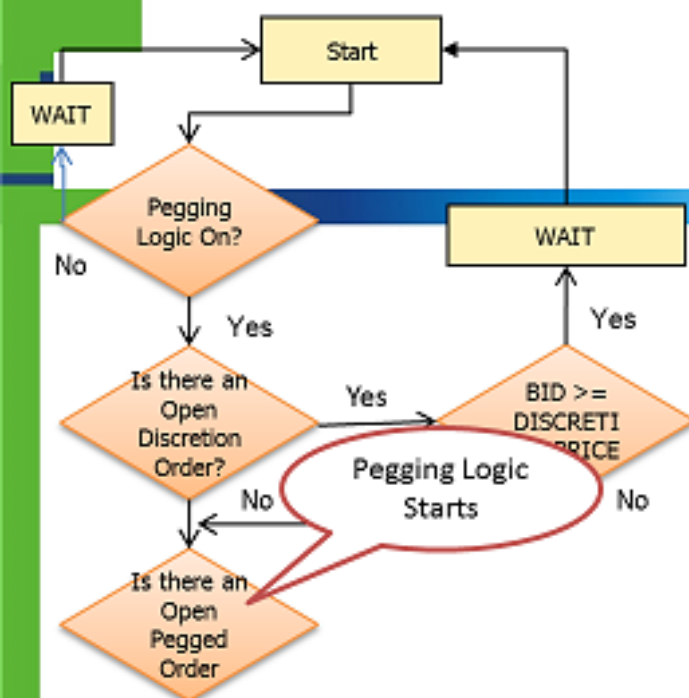 Start
WAIT
Pegging
Logic On?
No
Yes
WAIT
Yes
Is there an
Open
Discretion
Order?
Yes
BID >=
DISCRETI
PRICE
No
No
Pegging Logic
Starts
Is there an
Open
Pegged
Order